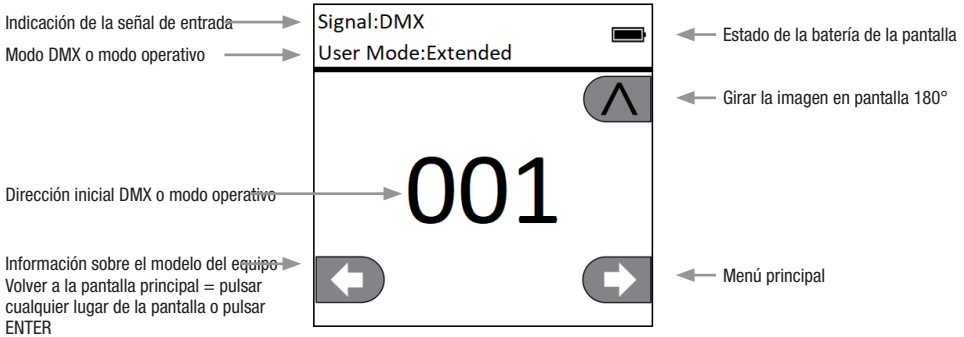 Indicación de la señal de entrada
Modo DMX o modo operativo
Signal:DMX
User Mode:Extended
Estado de la batería de la pantalla
Girar la imagen en pantalla 180°
Dirección inicial DMX o modo operativo
001
Información sobre el modelo del equipo
Volver a la pantalla principal = pulsar
cualquier lugar de la pantalla o pulsar
ENTER
Menú principal